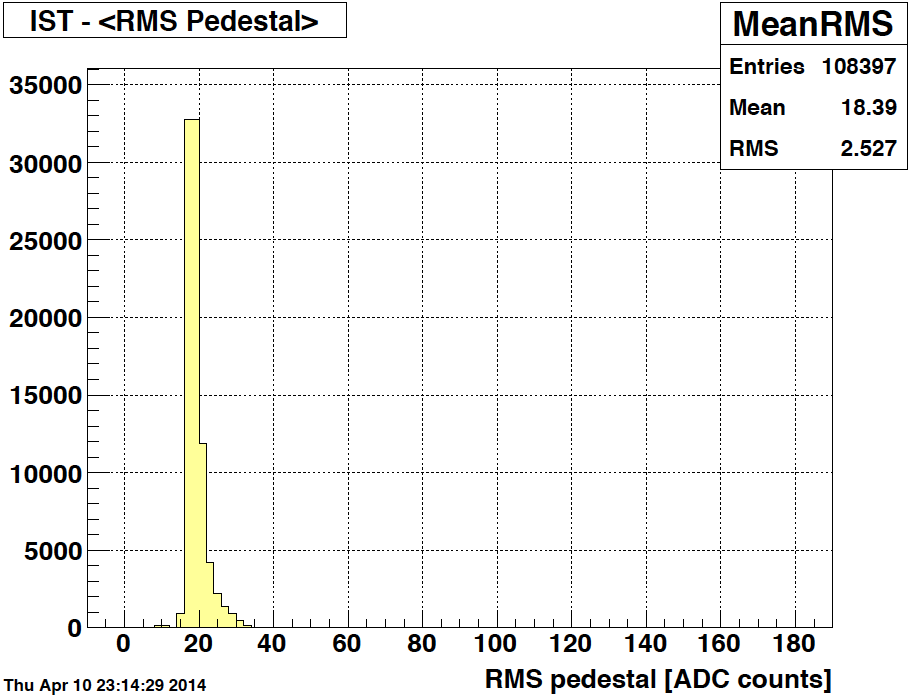 IST - <RMS Pedestal>
MeanRMS
Entries 108397
Mean 18.39
RMS 2.527
35000
30000
25000
20000
15000
10000
5000
0
0 20 40 60 80 100 120 140 160 180
RMS pedestal [ADC counts]
Thu Apr 10 23:14:29 2014